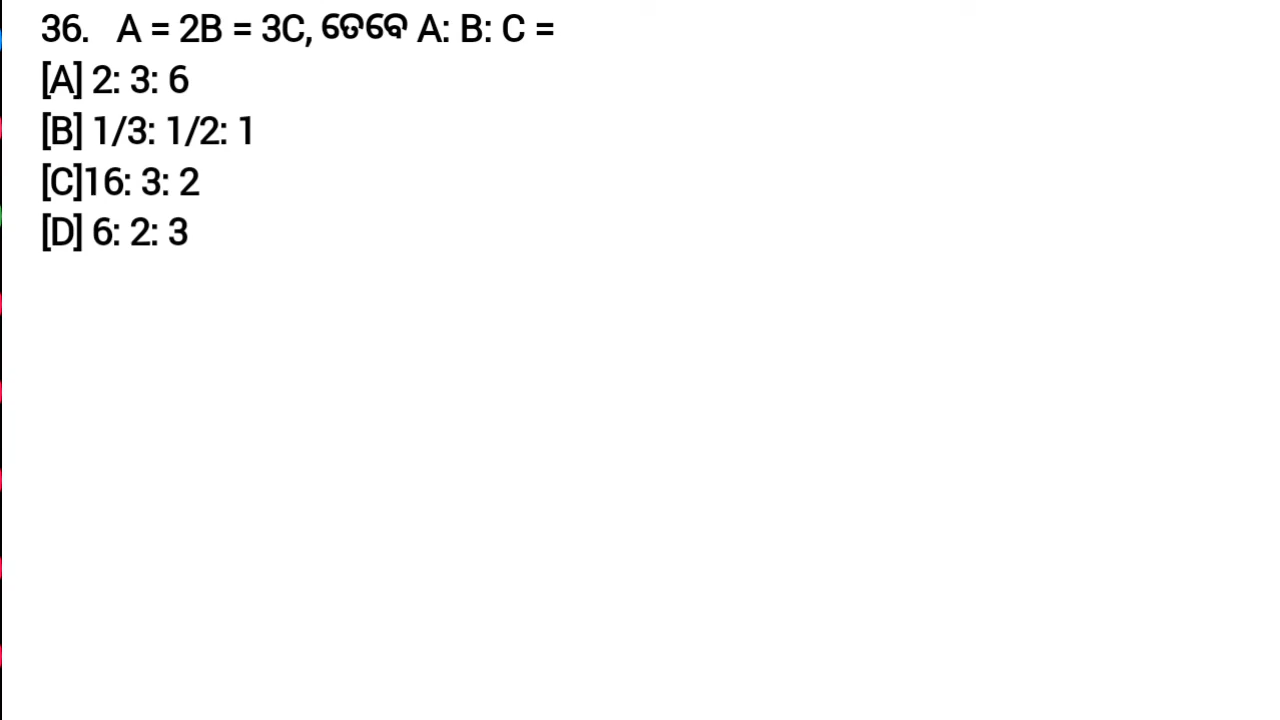 36. A = 2B = 3C, ତେବେ A: B: C =
[A] 2: 3: 6
[B] 1/3: 1/2: 1
[C]16: 3: 2
[D] 6: 2: 3